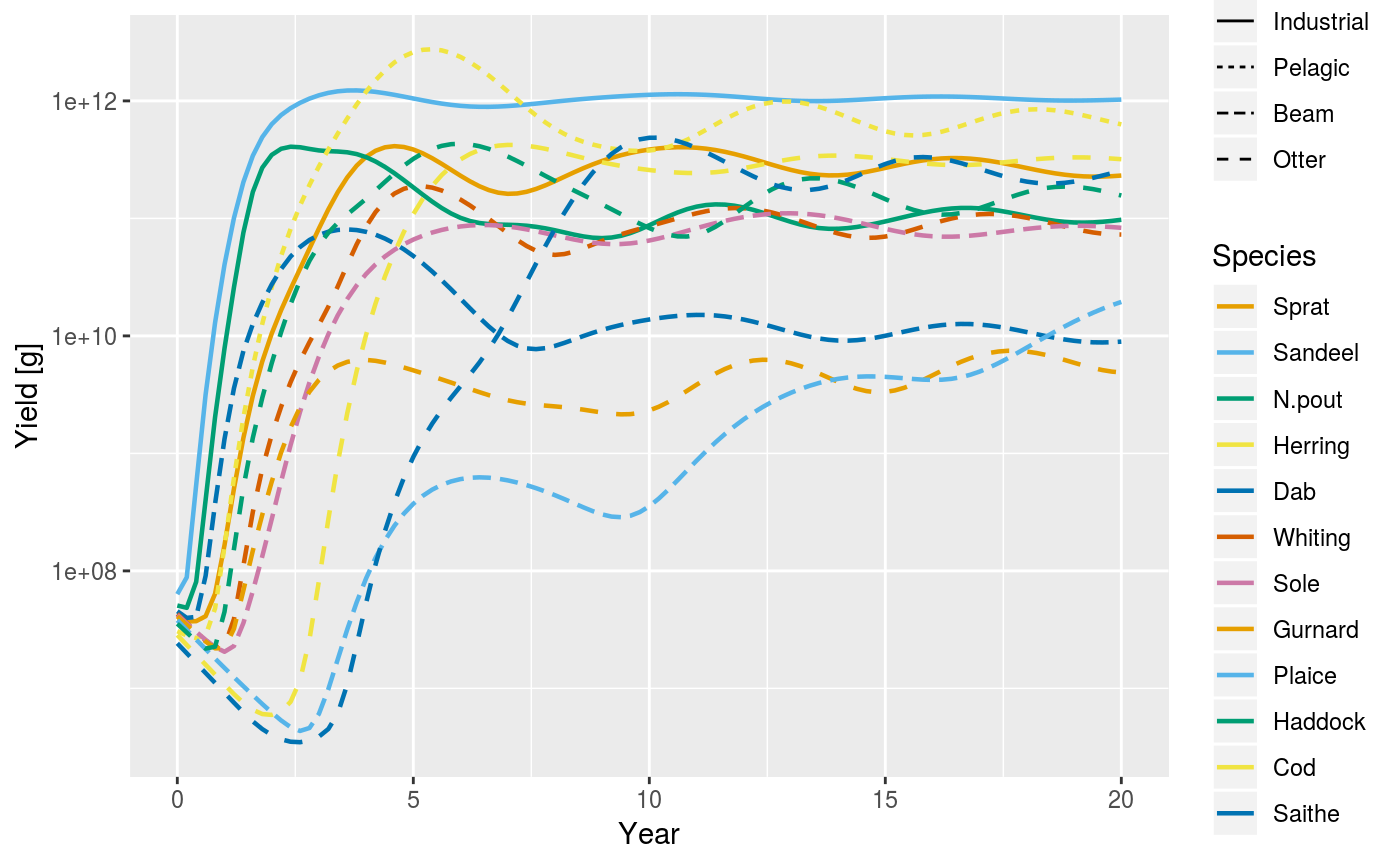 Yield [g]
1e+12
1e+10
1e+08
0
5
10
15
20
Year
Industrial
Pelagic
Beam
Otter
Species
Sprat
Sandeel
N.pout
Herring
Dab
Whiting
Sole
Gurnard
Plaice
Haddock
Cod
Saithe